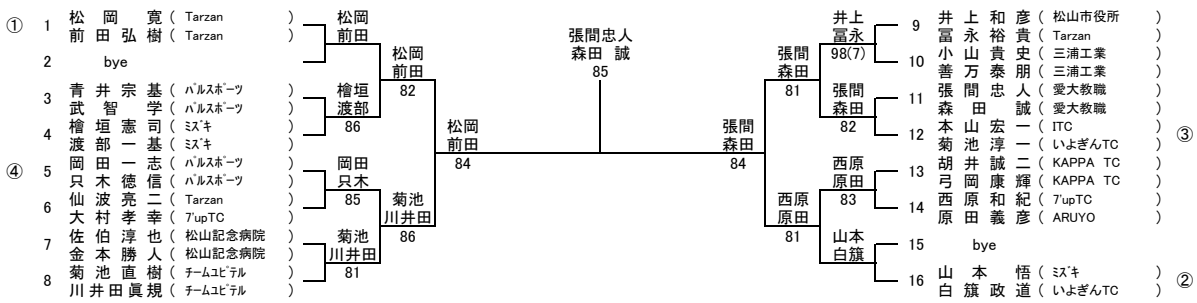 ① 1 松岡 寛 ( Tarzan )
前田弘樹 ( Tarzan )
2 bye
3 青井宗基 ( パルスポーツ )
武智 学 ( パルスポーツ )
4 檜垣憲司 ( ミズキ )
渡部一基 ( ミズキ )
④ 5 岡田一志 ( パルスポーツ )
只木徳信 ( パルスポーツ )
6 仙波亮二 ( Tarzan )
大村孝幸 ( 7'upTC )
7 佐伯淳也 ( 松山記念病院 )
金本勝人 ( 松山記念病院 )
8 菊池直樹 ( チームユピテル )
川井田眞規 ( チームユピテル )
松岡
前田
檜垣
渡部
86
岡田
只木
85
菊池
川井田
81
松岡
前田
82
菊池
川井田
86
松岡
前田
84
張間忠人
森田 誠
85
張間
森田
84
張間
森田
81
西原
原田
81
井上
冨永
98(7)
張間
森田
82
西原
原田
83
山本
白簱
9 井上和彦 ( 松山市役所 )
冨永裕貴 ( Tarzan )
10 小山貴史 ( 三浦工業 )
善万泰朋 ( 三浦工業 )
11 張間忠人 ( 愛大教職 )
森田 誠 ( 愛大教職 )
12 本山宏一 ( ITC ) ③
菊池淳一 ( いよぎんTC )
13 胡井誠二 ( KAPPA TC )
弓岡康輝 ( KAPPA TC )
14 西原和紀 ( 7'upTC )
原田義彦 ( ARUYO )
15 bye
16 山本 悟 ( ミズキ ) ②
白簱政道 ( いよぎんTC )